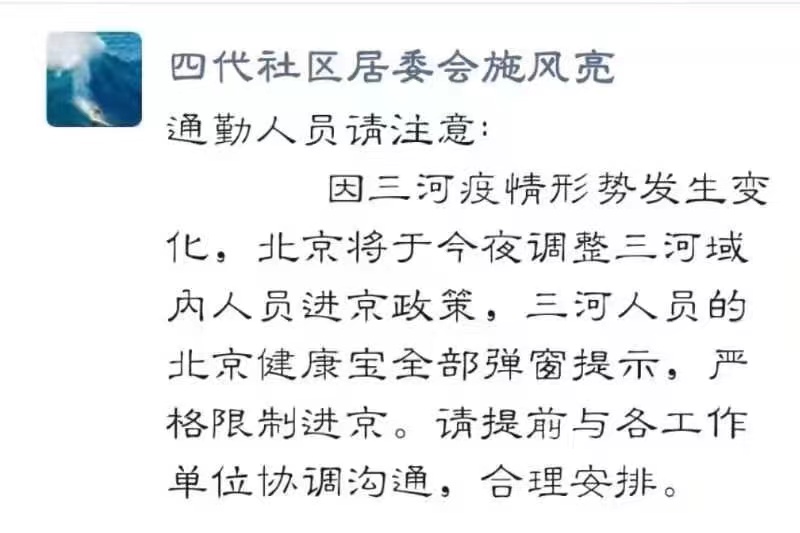 四代社区居委会施风亮
通勤人员请注意：
因三河疫情形势发生变
化，北京将于今夜调整三河域
内人员进京政策，三河人员的
北京健康宝全部弹窗提示，严
格限制进京。请提前与各工作
单位协调沟通，合理安排。